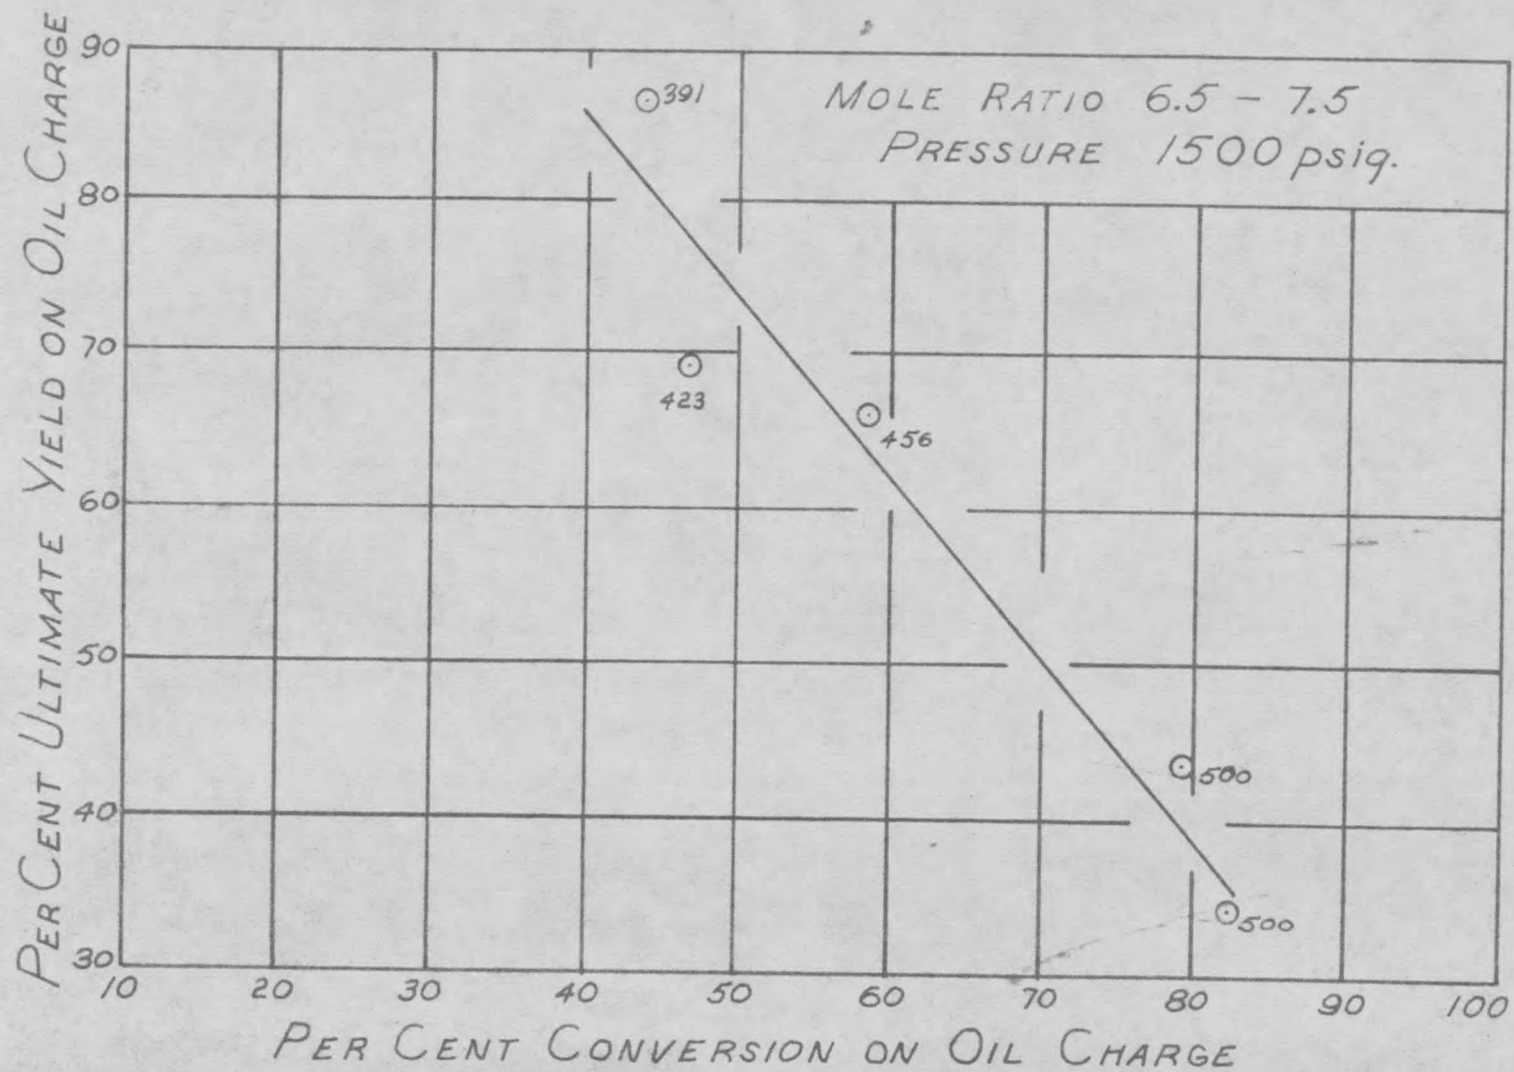 PER CENT ULTIMATE YIELD ON OIL CHARGE
90
80
70
60
50
40
30
MOLE RATIO 6.5 - 7.5
PRESSURE 1500 psig.
391
423
456
500
500
10 20 30 40 50 60 70 80 90 100
PER CENT CONVERSION ON OIL CHARGE